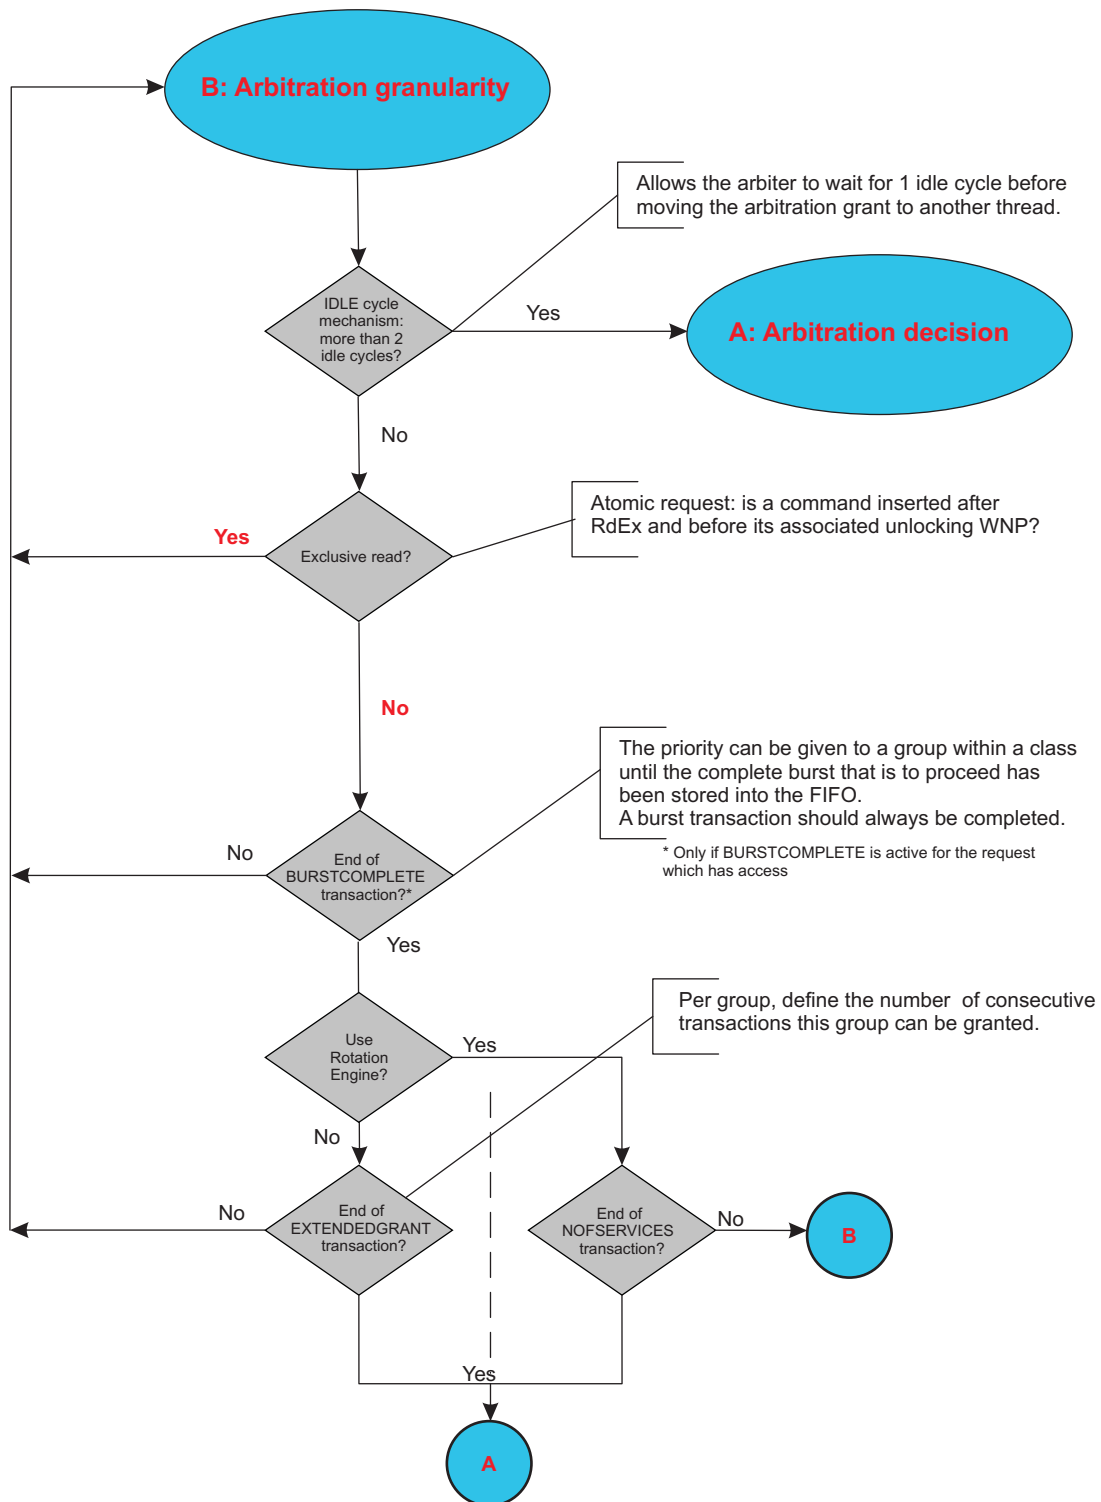 B: Arbitration granularity
Allows the arbiter to wait for 1 idle cycle before
moving the arbitration grant to another thread.
IDLE cycle
mechanism:
more than 2
idle cycles?
Yes
A: Arbitration decision
No
Atomic request: is a command inserted after
RdEx and before its associated unlocking WNP?
Yes
Exclusive read?
No
The priority can be given to a group within a class
until the complete burst that is to proceed has
been stored into the FIFO.
A burst transaction should always be completed.
* Only if BURSTCOMPLETE is active for the request
which has access
No
End of
BURSTCOMPLETE
transaction?*
Yes
Per group, define the number of consecutive
transactions this group can be granted.
Use
Rotation
Engine?
Yes
No
No
End of
EXTENDEDGRANT
transaction?
End of
NOFSERVICES
transaction?
No
B
Yes
A